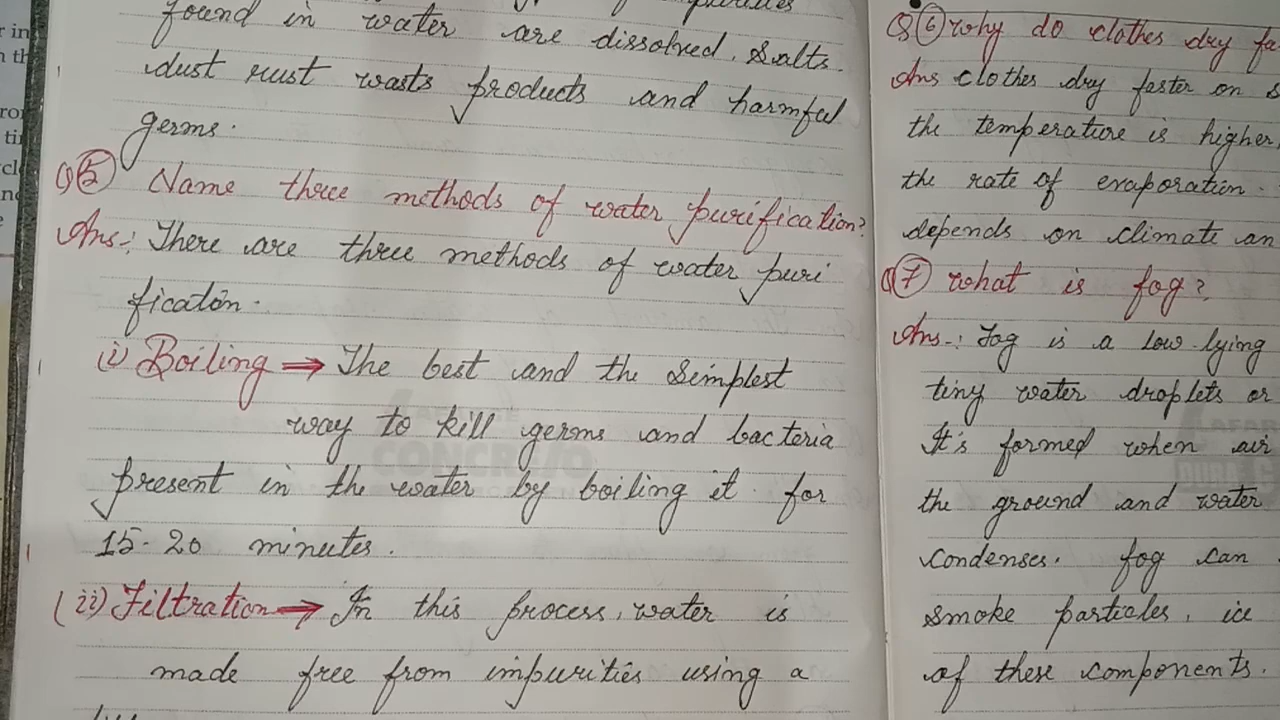 found in water are dissolved. Salts.
dust rust wasts products and harmful
germs.
Q5 Name three methods of water purification?
Ans-: There are three methods of water puri
ficaton.
(i) Boiling ⇒ The best and the Seimplest
way to kill germs and bacteria
present in the water by boiling it for
15-20 minutes.
(ii) Filtration ⇒ In this process, water is
made free from impurities using a
Q6 why do clothes dry fa
Ans clothes dry faster on s
the temperature is higher,
the rate of evaporation.
depends on climate an
Q7 what is fog?
Ans-: Fog is a low-lying
tiny water droplets or
It's formed when air
the ground and water
condenses. fog can
smoke particles, ice
of these components.